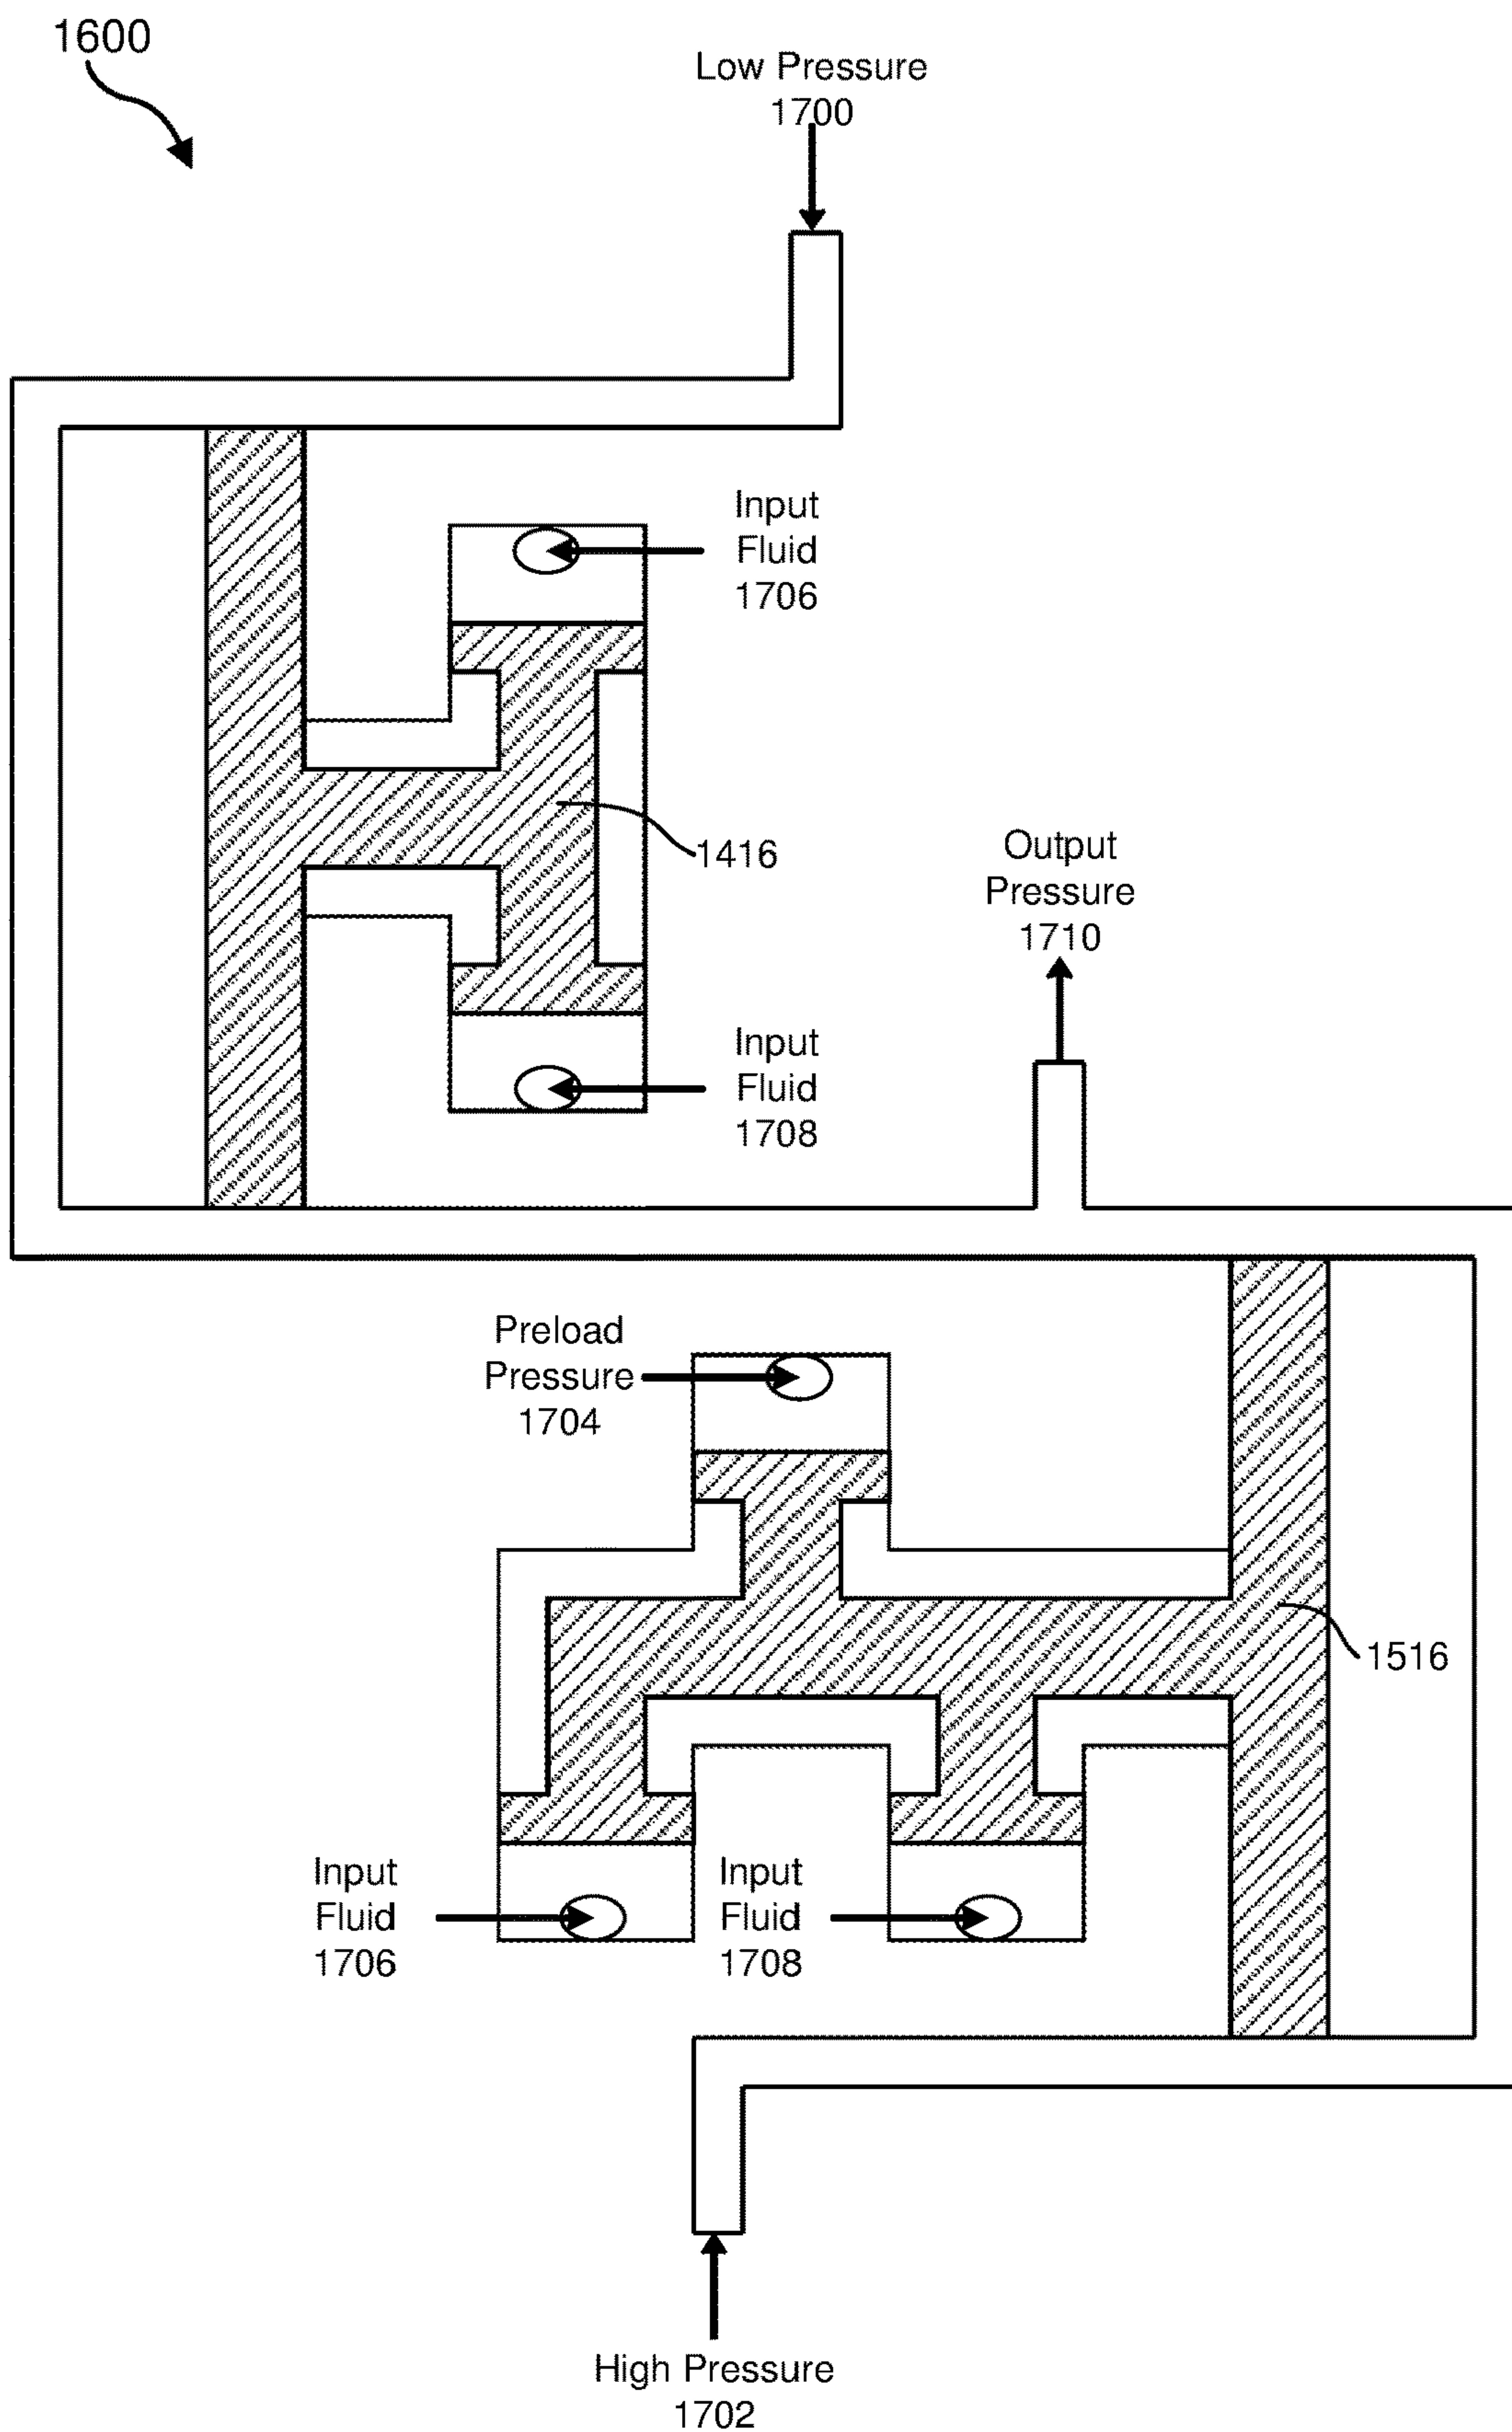 1600
Low Pressure
1700
Input
Fluid
1706
1416
Output
Pressure
1710
Input
Fluid
1708
Preload
Pressure
1704
1516
Input
Fluid
1706
Input
Fluid
1708
High Pressure
1702